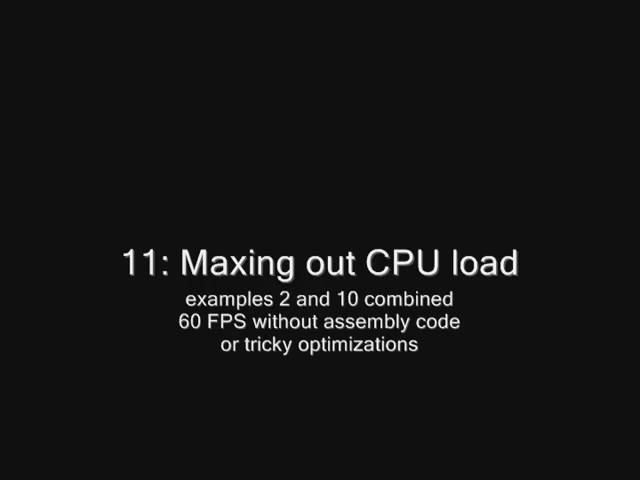 11: Maxing out CPU load
examples 2 and 10 combined
60 FPS without assembly code
or tricky optimizations